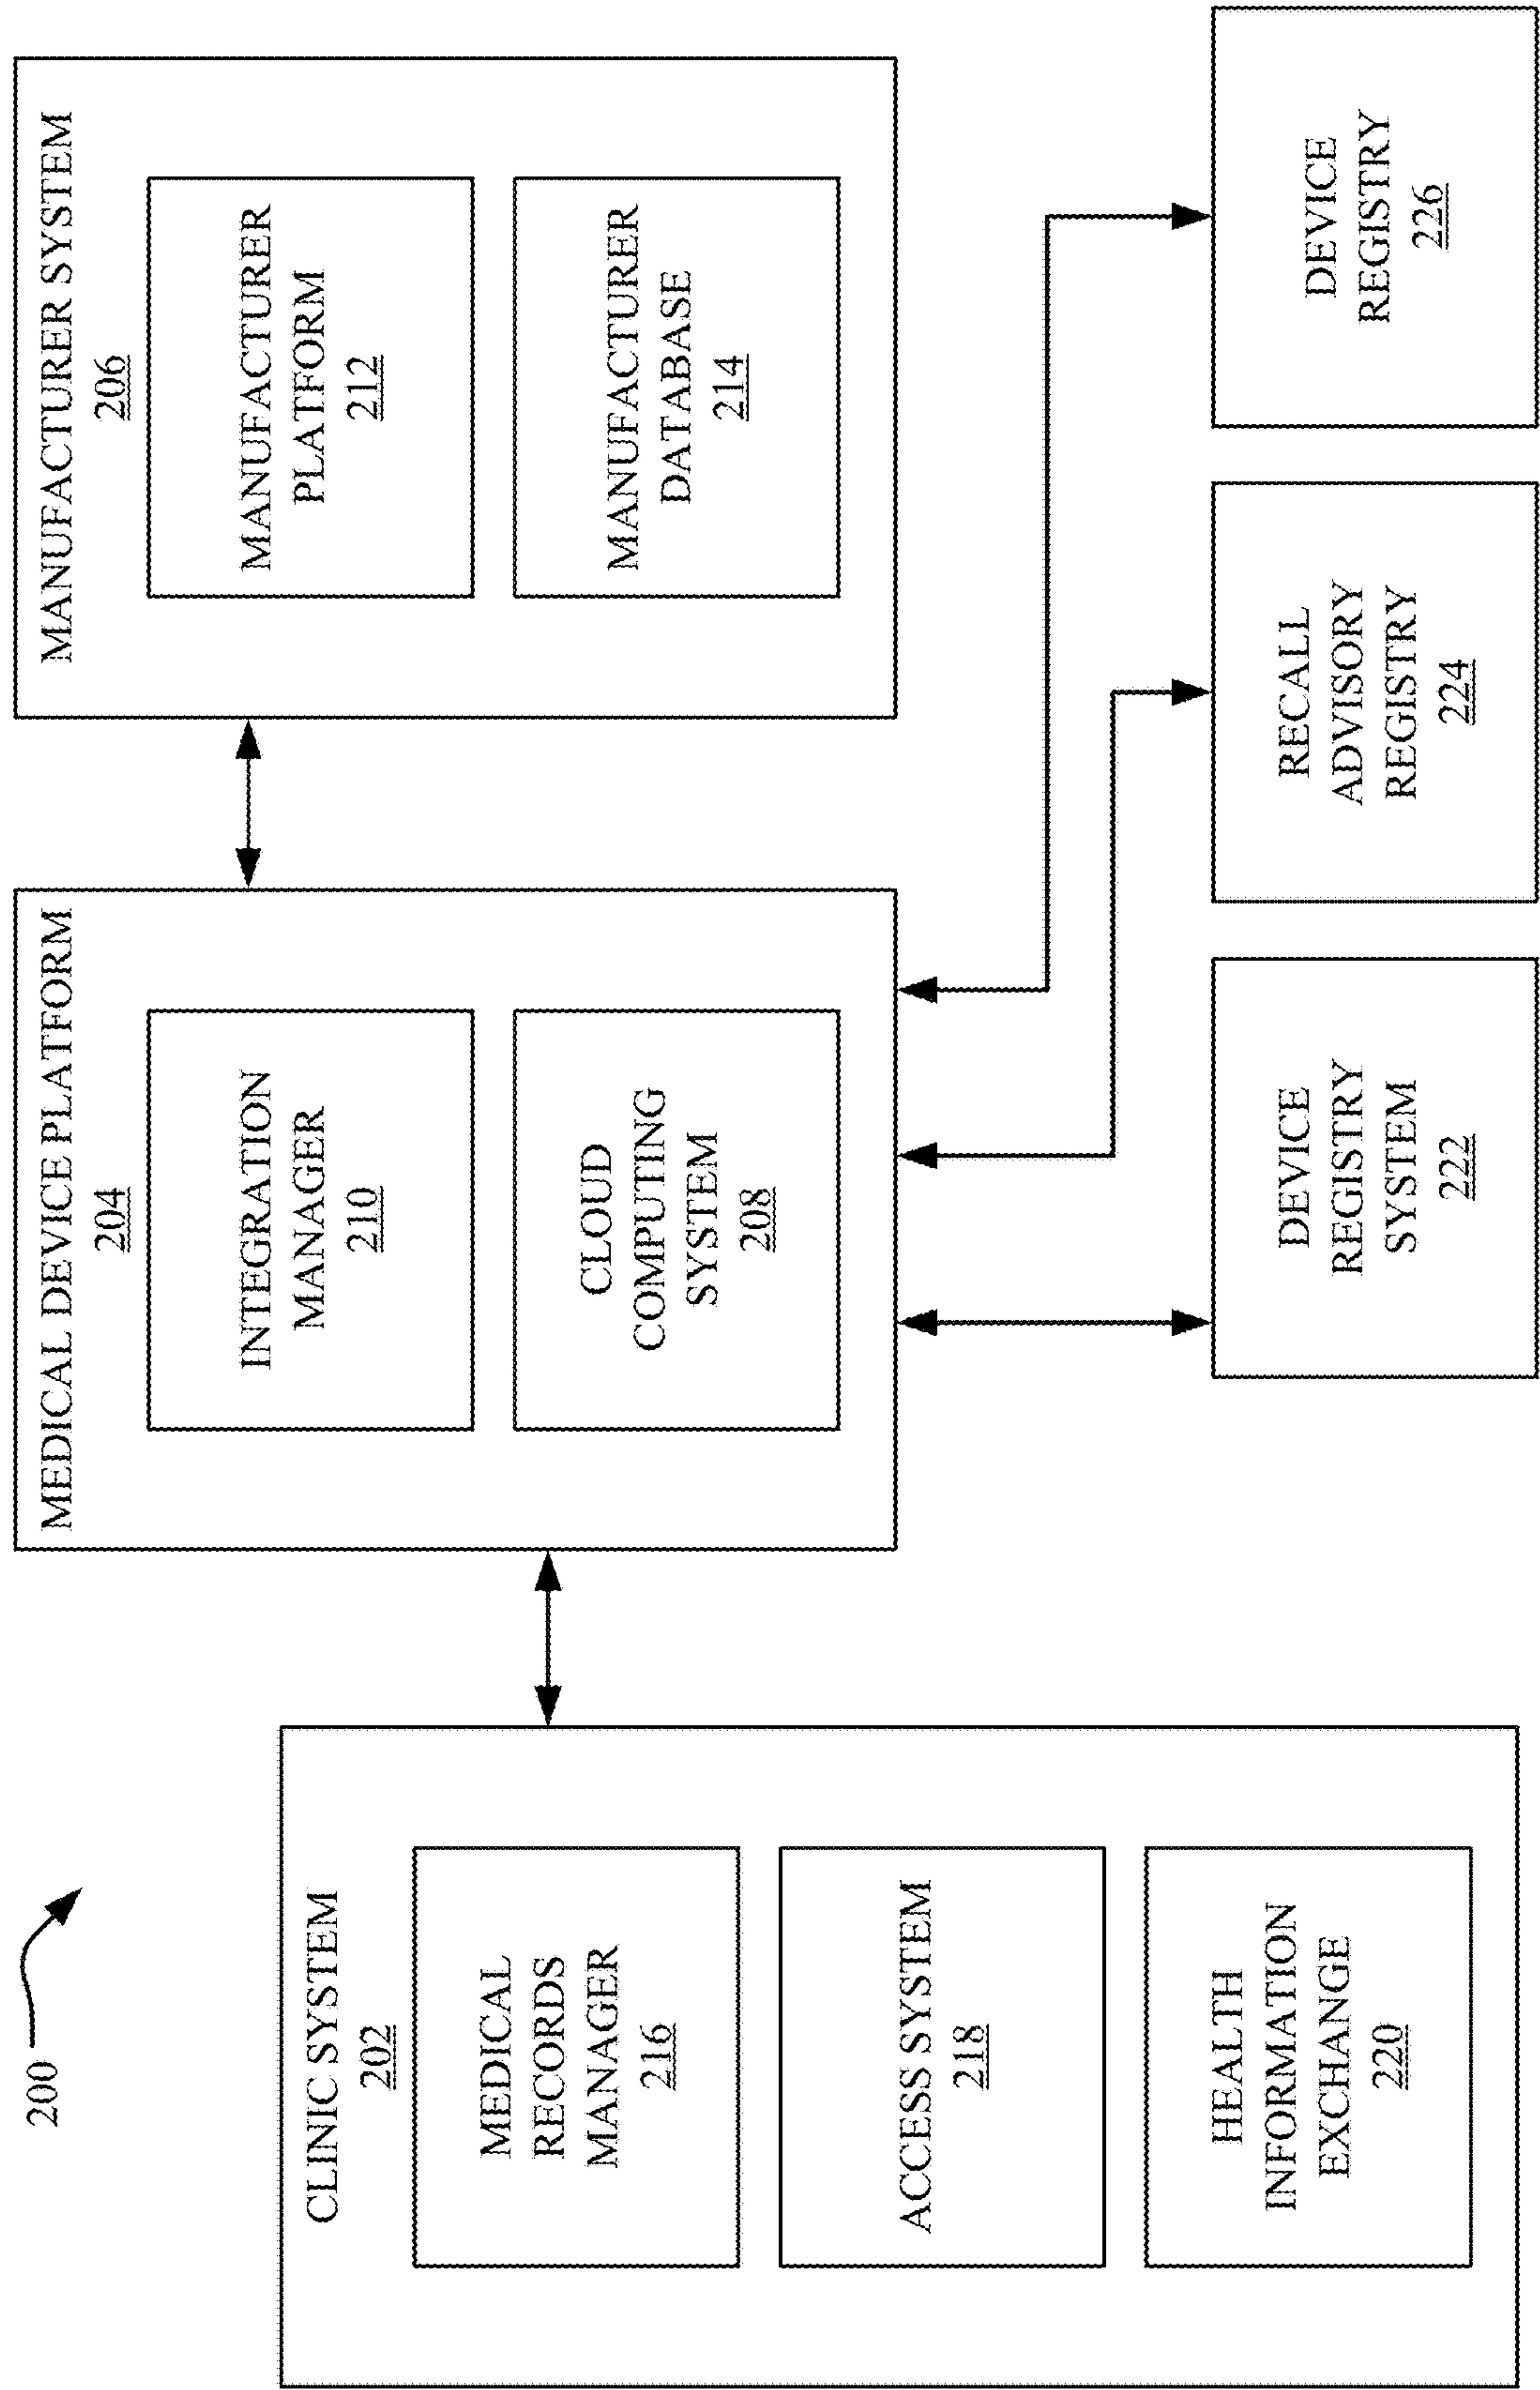 200
CLINIC SYSTEM
202
MEDICAL
RECORDS
MANAGER
216
ACCESS SYSTEM
218
HEALTH
INFORMATION
EXCHANGE
220
MEDICAL DEVICE PLATFORM
204
INTEGRATION
MANAGER
210
CLOUD
COMPUTING
SYSTEM
208
MANUFACTURER SYSTEM
206
MANUFACTURER
PLATFORM
212
MANUFACTURER
DATABASE
214
DEVICE
REGISTRY
SYSTEM
222
RECALL
ADVISORY
REGISTRY
224
DEVICE
REGISTRY
226